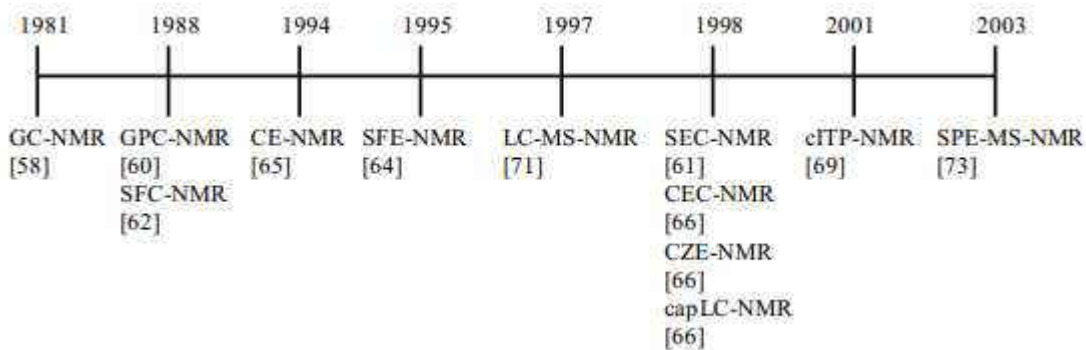 1981 1988 1994 1995 1997 1998 2001 2003
GC-NMR GPC-NMR CE-NMR SFE-NMR LC-MS-NMR SEC-NMR cITP-NMR SPE-MS-NMR
[58] [60] [65] [64] [71] [61] [69] [73]
SFC-NMR CEC-NMR
[62] [66]
CZE-NMR
[66]
capLC-NMR
[66]